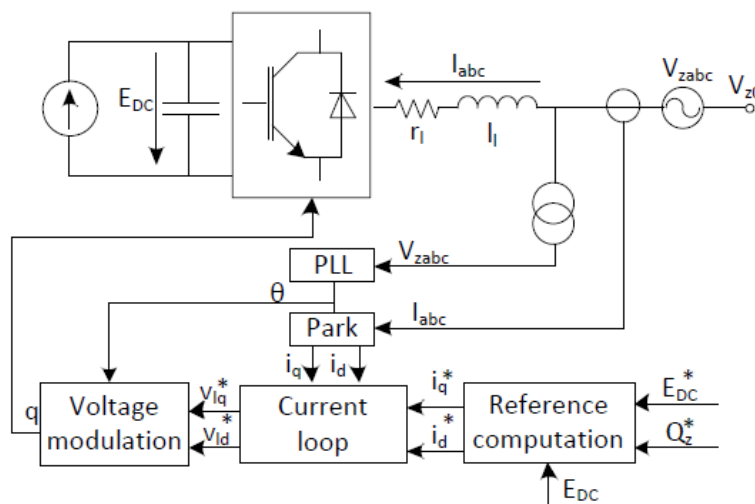 I_abc
V_zabc
V_z0
E_DC
r_l
l_l
PLL
V_zabc
θ
Park
I_abc
i_q
i_d
q
Voltage
modulation
v_lq*
v_ld*
Current
loop
i_q*
i_d*
Reference
computation
E_DC*
Q_z*
E_DC